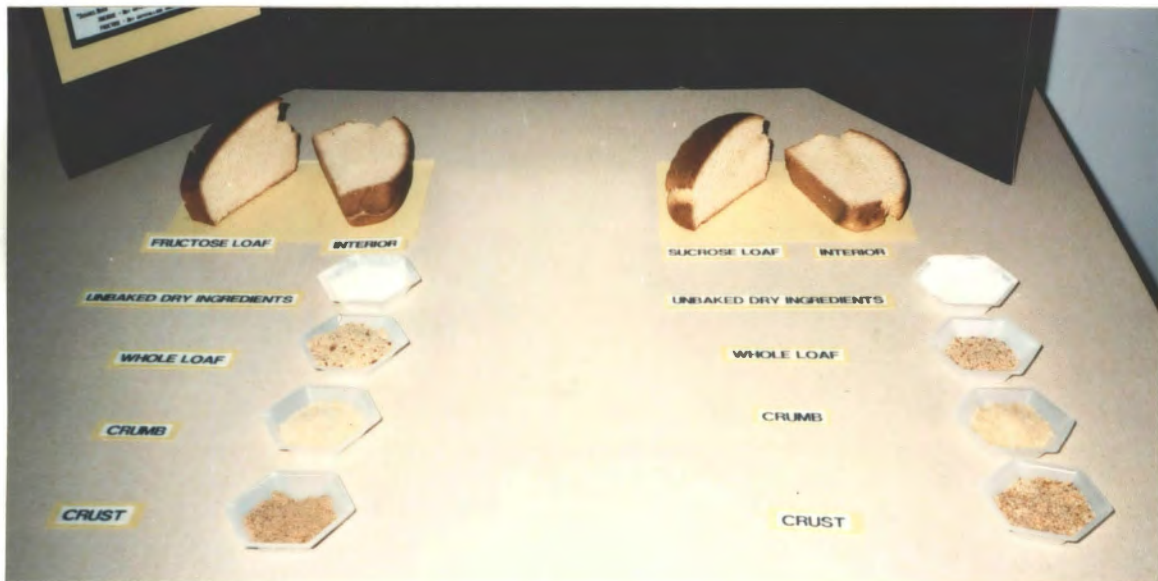 FRUCTOSE LOAF
INTERIOR
UNBAKED DRY INGREDIENTS
WHOLE LOAF
CRUMB
CRUST
SUCROSE LOAF
INTERIOR
UNBAKED DRY INGREDIENTS
WHOLE LOAF
CRUMB
CRUST